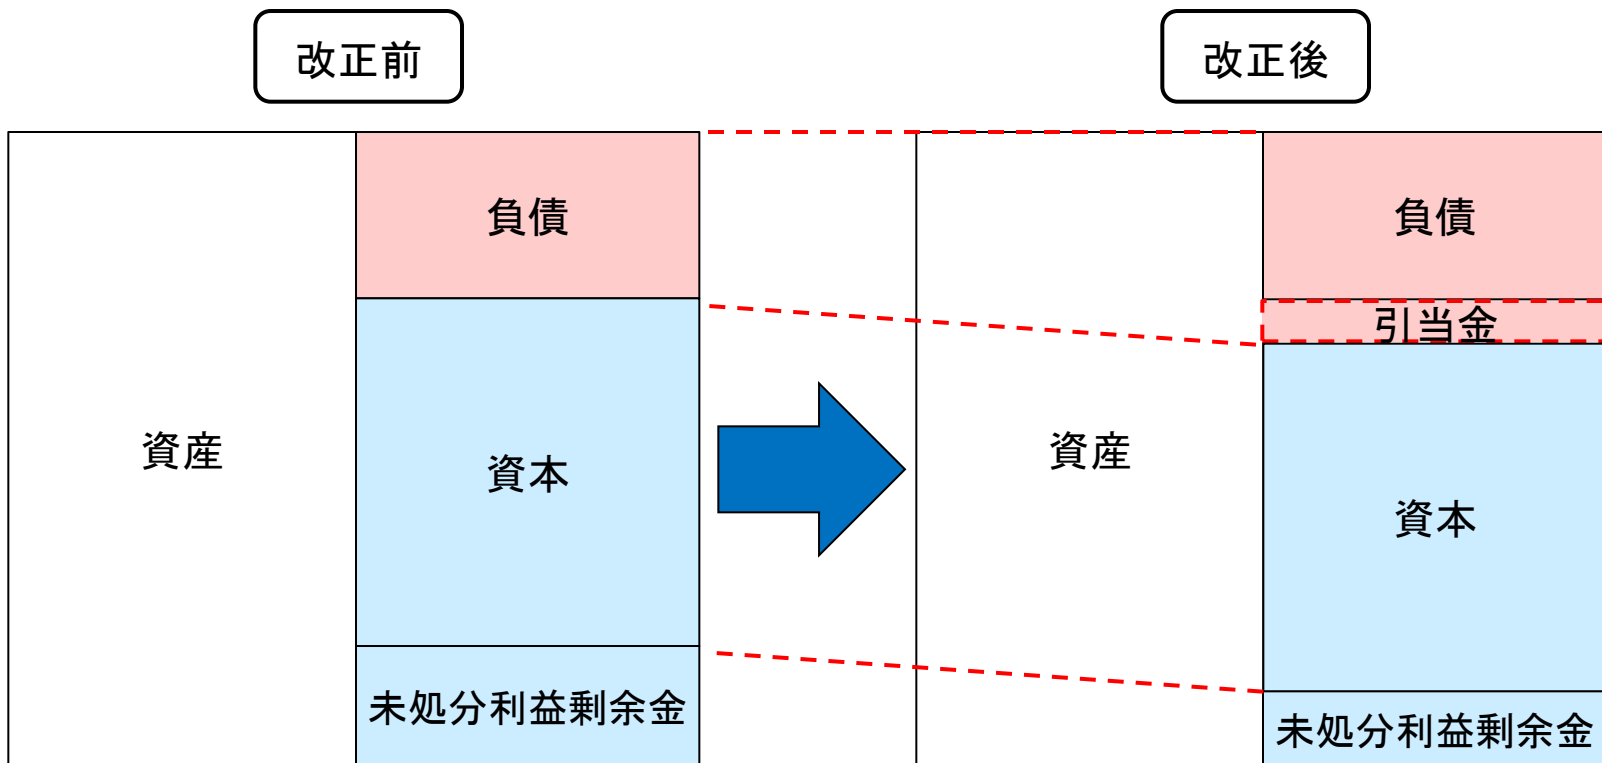 改正前
改正後
資産
負債
資本
未処分利益剰余金
資産
負債
引当金
資本
未処分利益剰余金